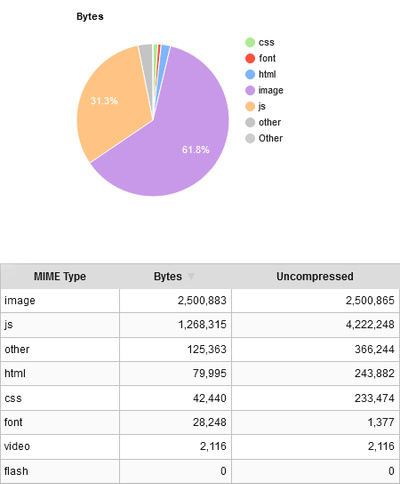 Bytes
css
font
html
image
js
other
Other
31.3%
61.8%
MIME Type Bytes Uncompressed
image 2,500,883 2,500,865
js 1,268,315 4,222,248
other 125,363 366,244
html 79,995 243,882
css 42,440 233,474
font 28,248 1,377
video 2,116 2,116
flash 0 0